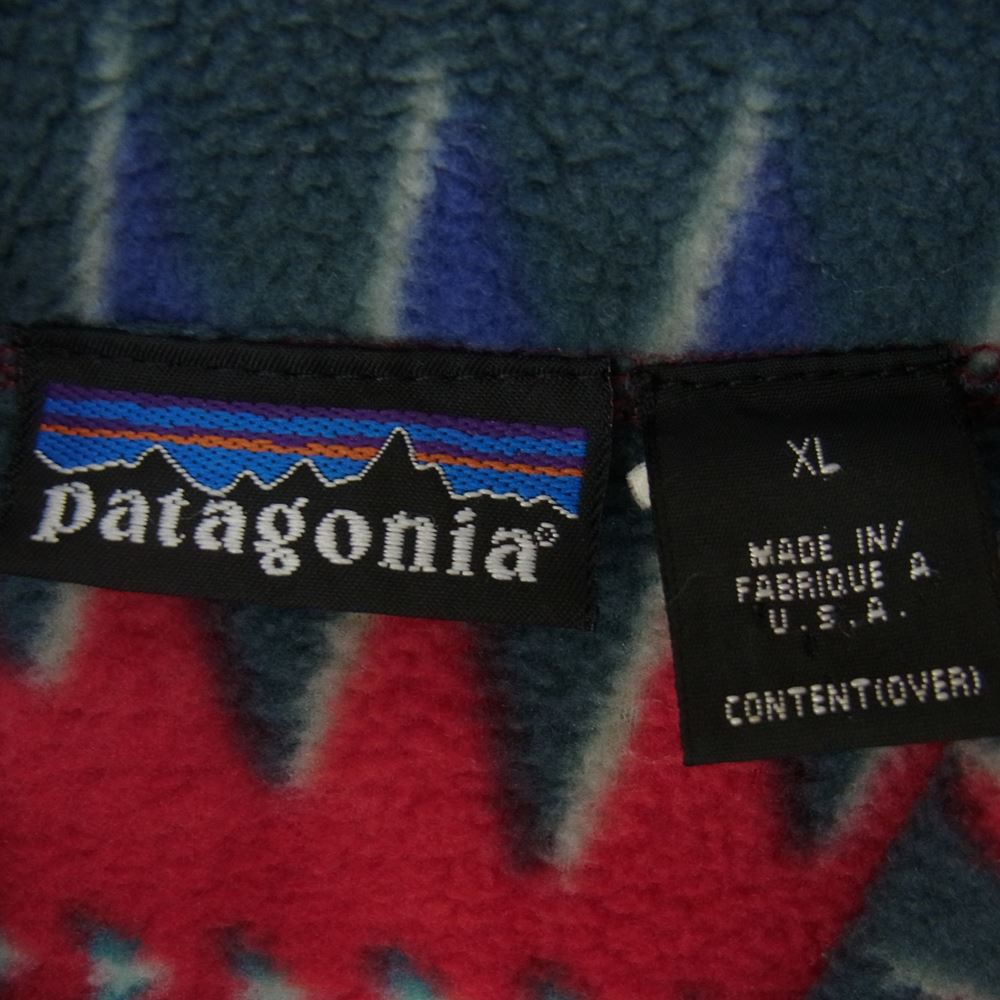 patagonia®
XL
MADE IN/
FABRIQUE A
U.S.A.
CONTENT(OVER)